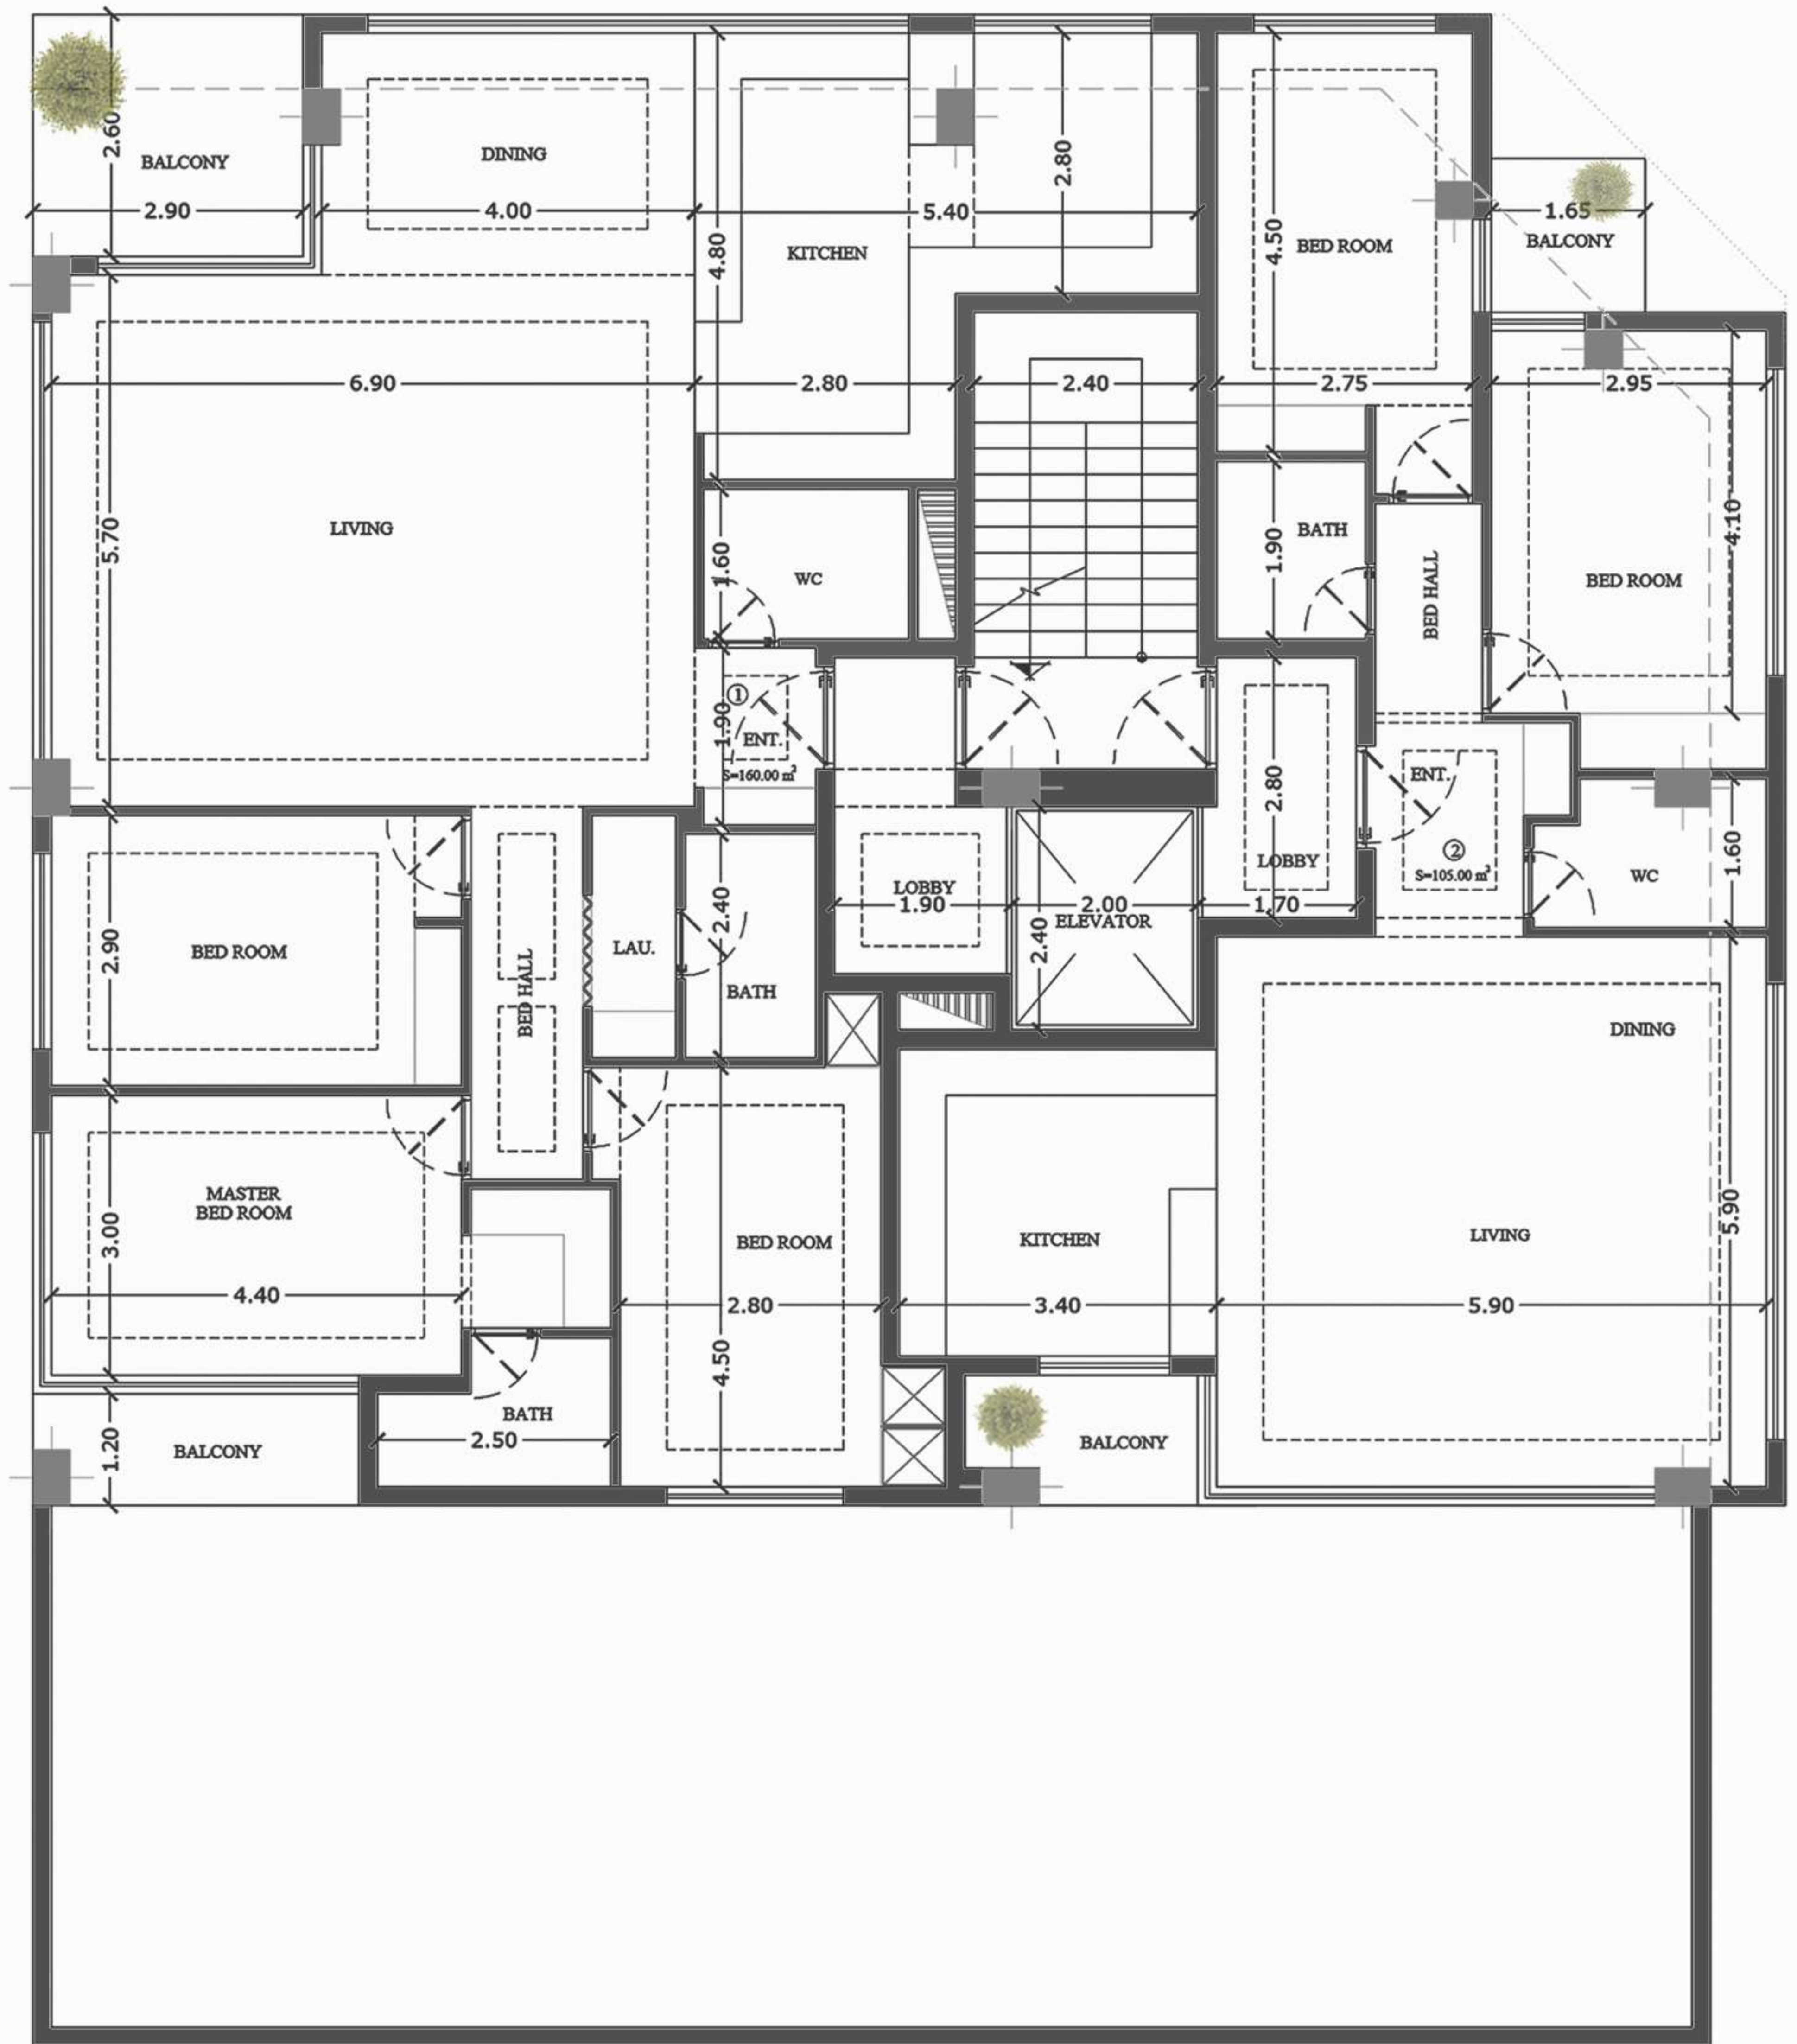 2.60
BALCONY
2.90
DINING
4.00
4.80
5.40
KITCHEN
2.80
4.50
BED ROOM
1.65
BALCONY
6.90
2.80
2.40
2.75
2.95
5.70
LIVING
1.60
WC
1.90
BATH
BED HALL
4.10
BED ROOM
1
1.90
ENT.
S=160.00 m²
2.80
LOBBY
ENT.
2
S=105.00 m²
WC
1.60
LOBBY
1.90
2.00
ELEVATOR
1.70
2.40
2.90
BED ROOM
BED HALL
LAU.
2.40
BATH
DINING
MASTER
BED ROOM
3.00
4.40
BED ROOM
2.80
4.50
KITCHEN
3.40
LIVING
5.90
5.90
1.20
BALCONY
BATH
2.50
BALCONY